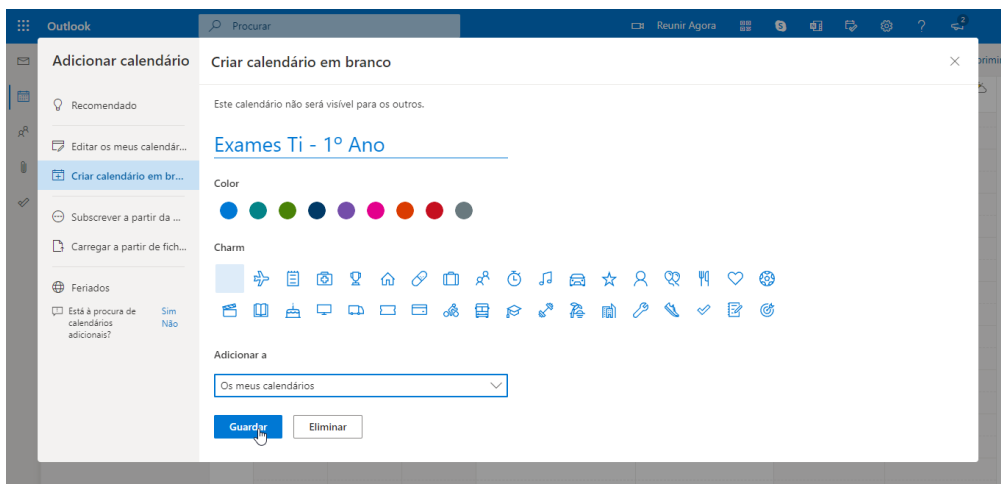 Outlook
Procurar
Reunir Agora
2
Adicionar calendário
Recomendado
Editar os meus calendár...
Criar calendário em br...
Subscrever a partir da ...
Carregar a partir de fich...
Feriados
Está à procura de
calendários
adicionais?
Sim
Não
Criar calendário em branco
Este calendário não será visível para os outros.
Exames Ti - 1º Ano
Color
Charm
Adicionar a
Os meus calendários
Guardar
Eliminar